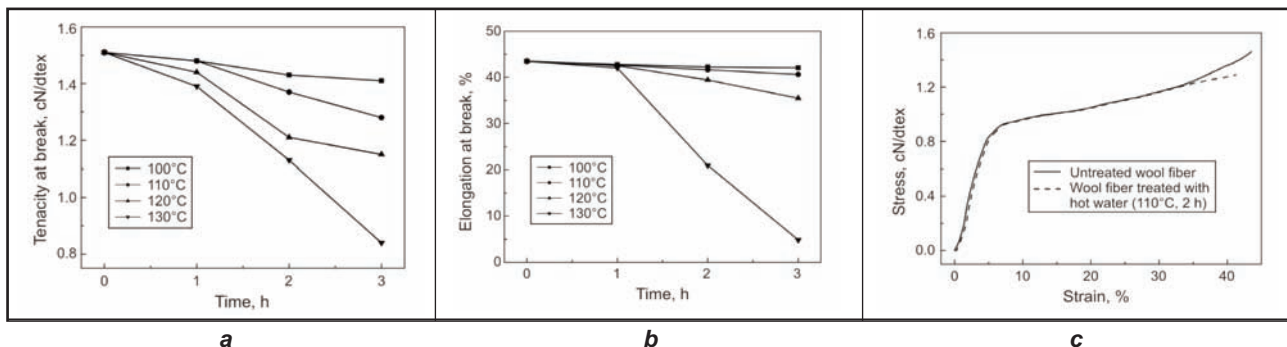 1.6
1.4
1.2
1.0
0.8
Tenacity at break, cN/dtex
100°C
110°C
120°C
130°C
0 1 2 3
Time, h
50
40
30
20
10
0
Elongation at break, %
100°C
110°C
120°C
130°C
0 1 2 3
Time, h
1.6
1.2
0.8
0.4
0.0
Stress, cN/dtex
Untreated wool fiber
Wool fiber treated with
hot water (110°C, 2 h)
0 10 20 30 40
Strain, %
a b c